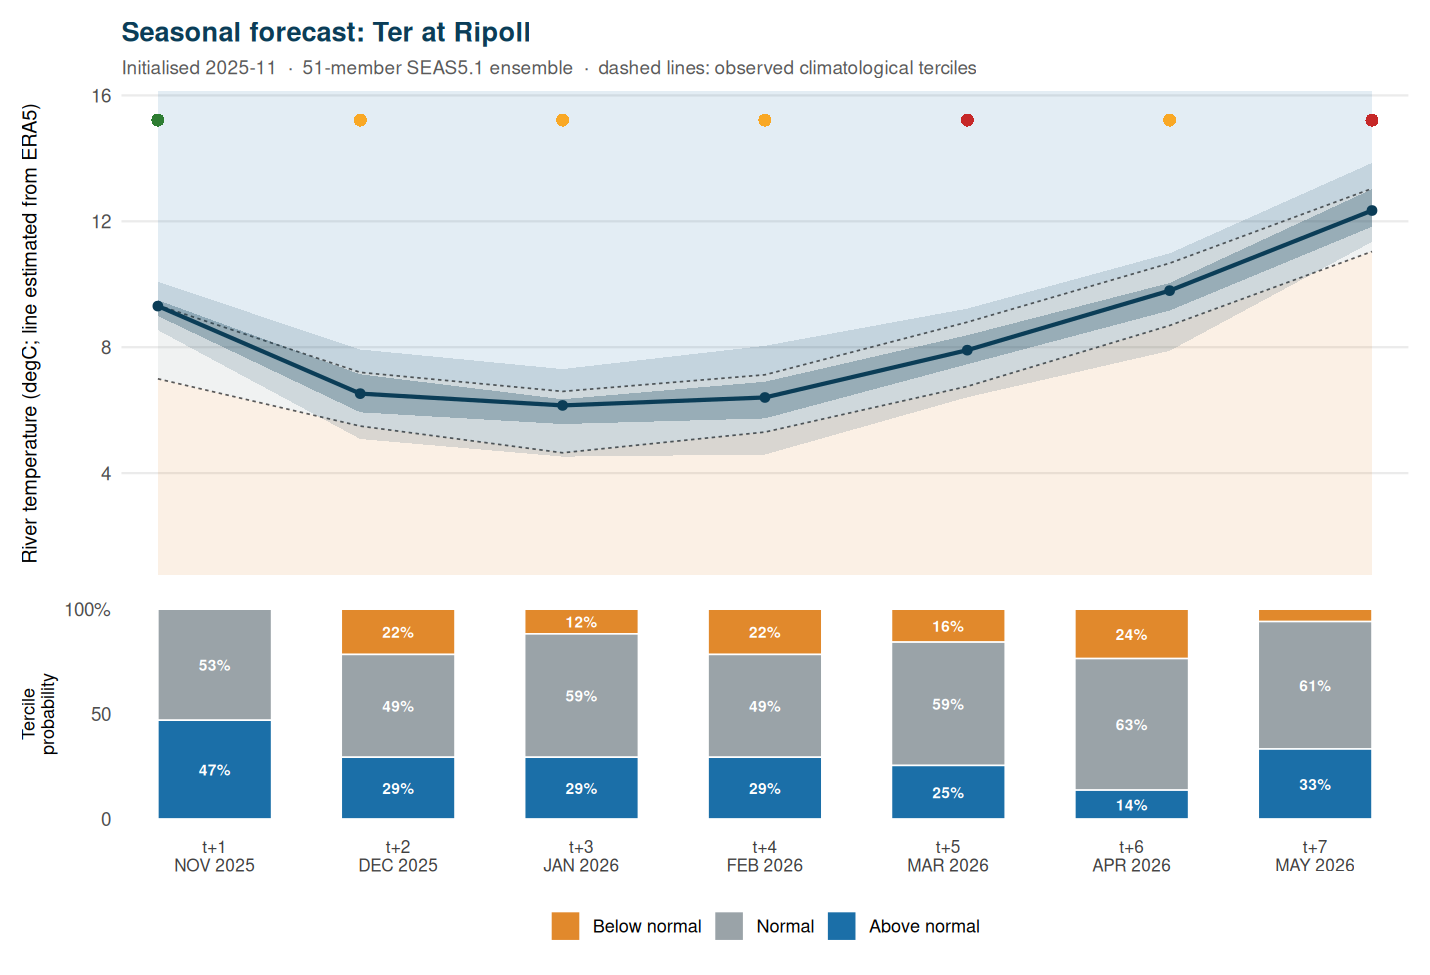 Seasonal forecast: Ter at Ripoll
Initialised 2025-11 · 51-member SEAS5.1 ensemble · dashed lines: observed climatological terciles
River temperature (degC; line estimated from ERA5)
16
12
8
4
Tercile
probability
100%
50
0
53%
47%
22%
49%
29%
12%
59%
29%
22%
49%
29%
16%
59%
25%
24%
63%
14%
61%
33%
t+1
NOV 2025
t+2
DEC 2025
t+3
JAN 2026
t+4
FEB 2026
t+5
MAR 2026
t+6
APR 2026
t+7
MAY 2026
Below normal
Normal
Above normal